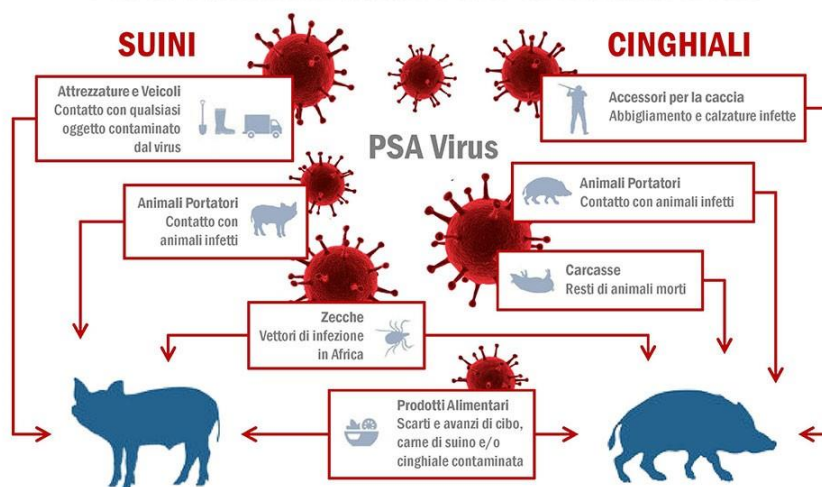 SUINI
CINGHIALI
PSA Virus
Attrezzature e Veicoli
Contatto con qualsiasi
oggetto contaminato
dal virus
Accessori per la caccia
Abbigliamento e calzature infette
Animali Portatori
Contatto con
animali infetti
Animali Portatori
Contatto con animali infetti
Carcasse
Resti di animali morti
Zecche
Vettori di infezione
in Africa
Prodotti Alimentari
Scarti e avanzi di cibo,
carne di suino e/o
cinghiale contaminata